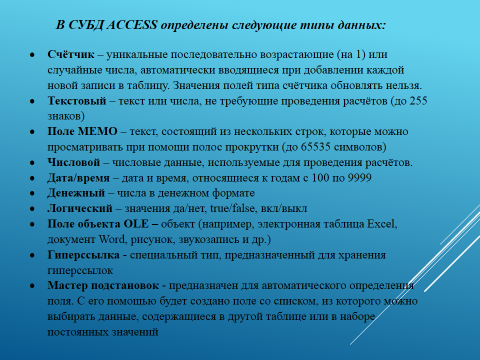 В СУБД ACCESS определены следующие типы данных:
• Счётчик – уникальные последовательно возрастающие (на 1) или
случайные числа, автоматически вводящиеся при добавлении каждой
новой записи в таблицу. Значения полей типа счётчика обновлять нельзя.
• Текстовый – текст или числа, не требующие проведения расчётов (до 255
знаков)
• Поле МЕМО – текст, состоящий из нескольких строк, которые можно
просматривать при помощи полос прокрутки (до 65535 символов)
• Числовой – числовые данные, используемые для проведения расчётов.
• Дата/время – дата и время, относящиеся к годам с 100 по 9999
• Денежный – числа в денежном формате
• Логический – значения да/нет, true/false, вкл/выкл
• Поле объекта OLE – объект (например, электронная таблица Excel,
документ Word, рисунок, звукозапись и др.)
• Гиперссылка - специальный тип, предназначенный для хранения
гиперссылок
• Мастер подстановок - предназначен для автоматического определения
поля. С его помощью будет создано поле со списком, из которого можно
выбирать данные, содержащиеся в другой таблице или в наборе
постоянных значений